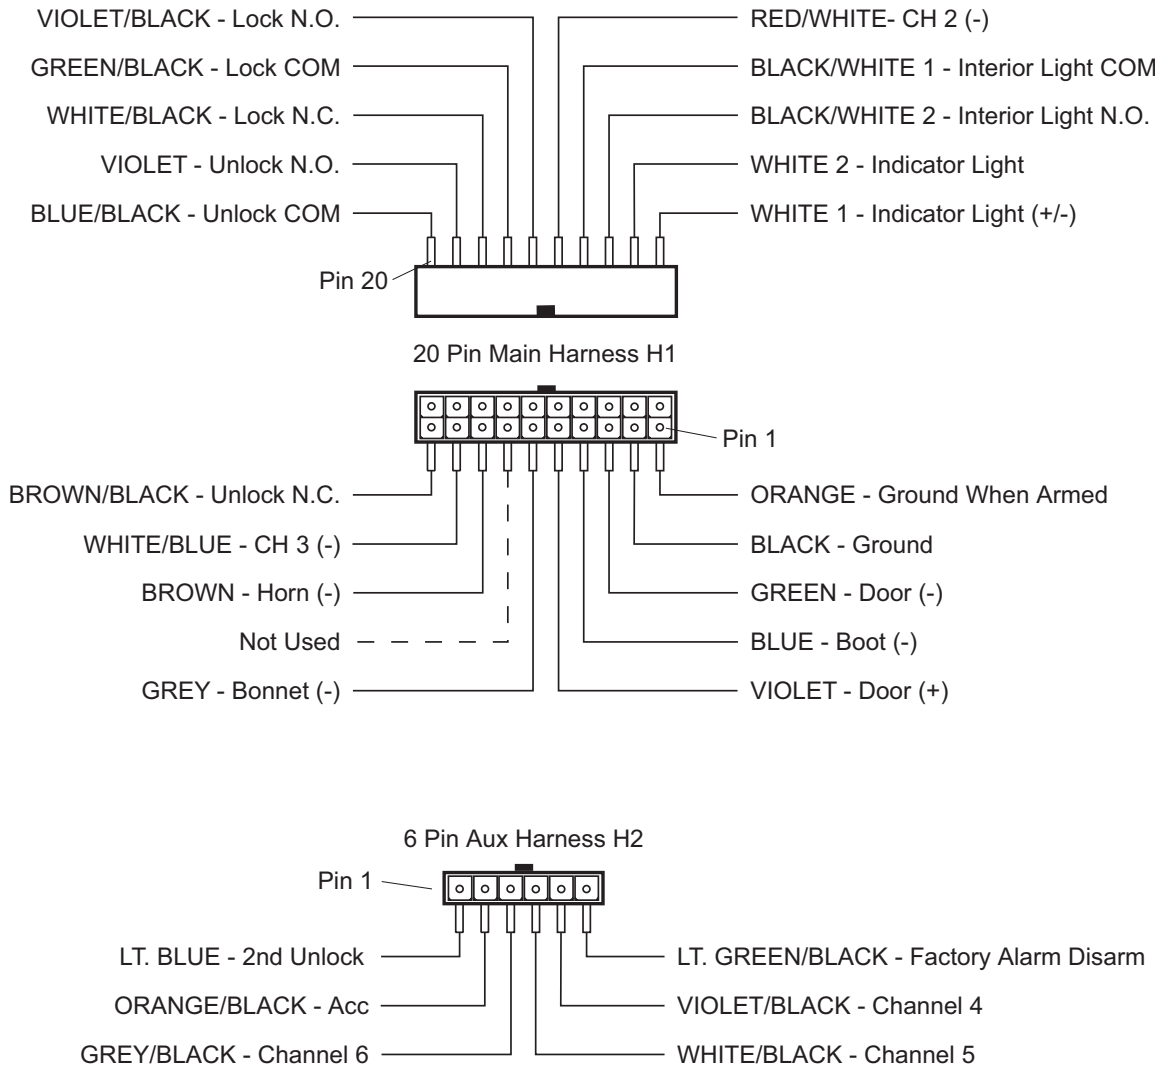 VIOLET/BLACK - Lock N.O.
RED/WHITE- CH 2 (-)
GREEN/BLACK - Lock COM
BLACK/WHITE 1 - Interior Light COM
WHITE/BLACK - Lock N.C.
BLACK/WHITE 2 - Interior Light N.O.
VIOLET - Unlock N.O.
WHITE 2 - Indicator Light
BLUE/BLACK - Unlock COM
WHITE 1 - Indicator Light (+/-)
Pin 20
20 Pin Main Harness H1
Pin 1
BROWN/BLACK - Unlock N.C.
ORANGE - Ground When Armed
WHITE/BLUE - CH 3 (-)
BLACK - Ground
BROWN - Horn (-)
GREEN - Door (-)
Not Used
BLUE - Boot (-)
GREY - Bonnet (-)
VIOLET - Door (+)
6 Pin Aux Harness H2
Pin 1
LT. BLUE - 2nd Unlock
LT. GREEN/BLACK - Factory Alarm Disarm
ORANGE/BLACK - Acc
VIOLET/BLACK - Channel 4
GREY/BLACK - Channel 6
WHITE/BLACK - Channel 5